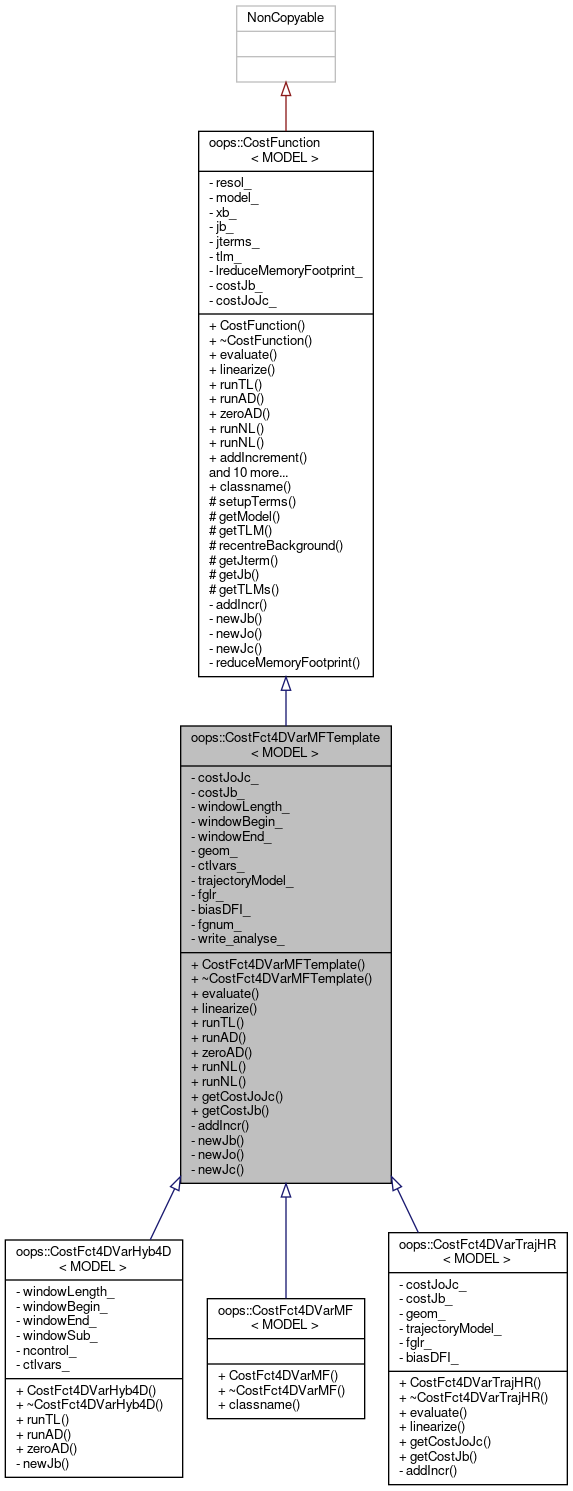 NonCopyable
oops::CostFunction
< MODEL >
- resol_
- model_
- xb_
- jb_
- jterms_
- tlm_
- lreduceMemoryFootprint_
- costJb_
- costJoJc_
+ CostFunction()
+ ~CostFunction()
+ evaluate()
+ linearize()
+ runTL()
+ runAD()
+ zeroAD()
+ runNL()
+ runNL()
+ addIncrement()
and 10 more...
+ classname()
# setupTerms()
# getModel()
# getTLM()
# recentreBackground()
# getJterm()
# getJb()
# getTLMs()
- addIncr()
- newJb()
- newJo()
- newJc()
- reduceMemoryFootprint()
oops::CostFct4DVarMFTemplate
< MODEL >
- costJoJc_
- costJb_
- windowLength_
- windowBegin_
- windowEnd_
- geom_
- ctlvars_
- trajectoryModel_
- fglr_
- biasDFI_
- fgnum_
- write_analyse_
+ CostFct4DVarMFTemplate()
+ ~CostFct4DVarMFTemplate()
+ evaluate()
+ linearize()
+ runTL()
+ runAD()
+ zeroAD()
+ runNL()
+ runNL()
+ getCostJoJc()
+ getCostJb()
- addIncr()
- newJb()
- newJo()
- newJc()
oops::CostFct4DVarHyb4D
< MODEL >
- windowLength_
- windowBegin_
- windowEnd_
- windowSub_
- ncontrol_
- ctlvars_
+ CostFct4DVarHyb4D()
+ ~CostFct4DVarHyb4D()
+ runTL()
+ runAD()
+ zeroAD()
- newJb()
oops::CostFct4DVarMF
< MODEL >
+ CostFct4DVarMF()
+ ~CostFct4DVarMF()
+ classname()
oops::CostFct4DVarTrajHR
< MODEL >
- costJoJc_
- costJb_
- geom_
- trajectoryModel_
- fglr_
- biasDFI_
+ CostFct4DVarTrajHR()
+ ~CostFct4DVarTrajHR()
+ evaluate()
+ linearize()
+ getCostJoJc()
+ getCostJb()
- addIncr()